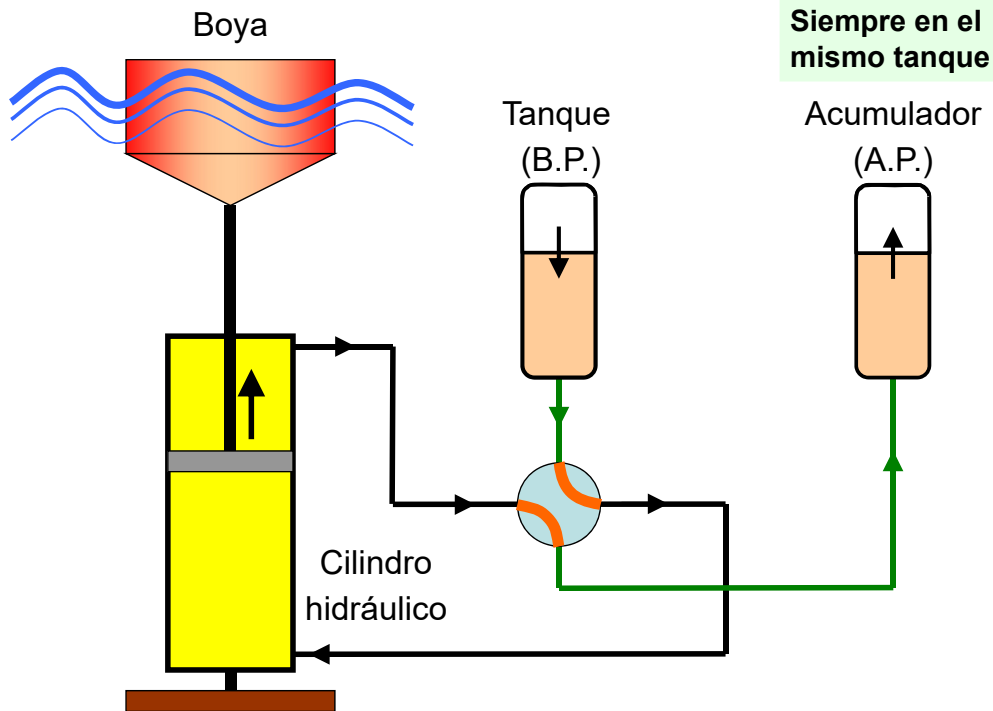 Boya
Siempre en el
mismo tanque
Tanque
(B.P.)
Acumulador
(A.P.)
Cilindro
hidráulico